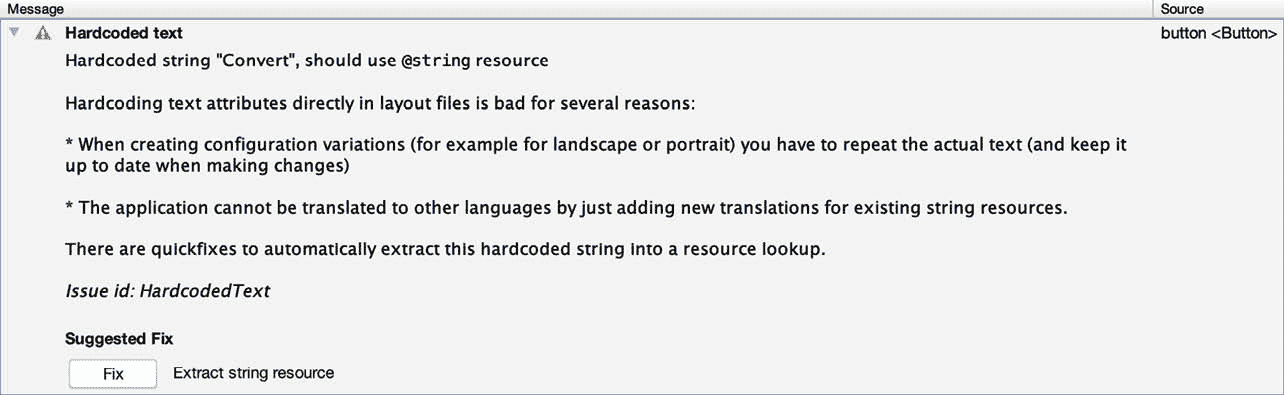 Message Source
Hardcoded text button <Button>
Hardcoded string "Convert", should use @string resource
Hardcoding text attributes directly in layout files is bad for several reasons:
* When creating configuration variations (for example for landscape or portrait) you have to repeat the actual text (and keep it
up to date when making changes)
* The application cannot be translated to other languages by just adding new translations for existing string resources.
There are quickfixes to automatically extract this hardcoded string into a resource lookup.
Issue id: HardcodedText
Suggested Fix
Fix Extract string resource